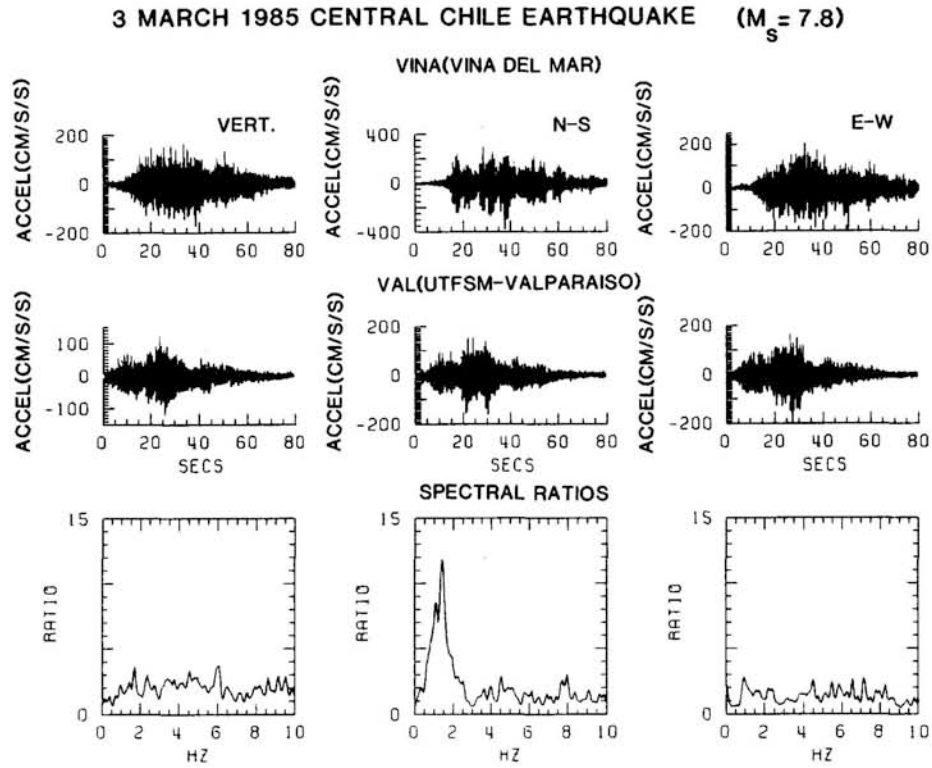 3 MARCH 1985 CENTRAL CHILE EARTHQUAKE (Ms= 7.8)
VINA(VINA DEL MAR)
ACCEL(CM/S/S) 200 0 -200 VERT. 0 20 40 60 80
ACCEL(CM/S/S) 400 0 -400 N-S 0 20 40 60 80
ACCEL(CM/S/S) 200 0 -200 E-W 0 20 40 60 80
VAL(UTFSM-VALPARAISO)
ACCEL(CM/S/S) 100 0 -100 0 20 40 60 80
SECS
ACCEL(CM/S/S) 200 0 -200 0 20 40 60 80
SECS
ACCEL(CM/S/S) 200 0 -200 0 20 40 60 80
SECS
SPECTRAL RATIOS
RATIO 15 0 0 2 4 6 8 10
HZ
RATIO 15 0 0 2 4 6 8 10
HZ
RATIO 15 0 0 2 4 6 8 10
HZ